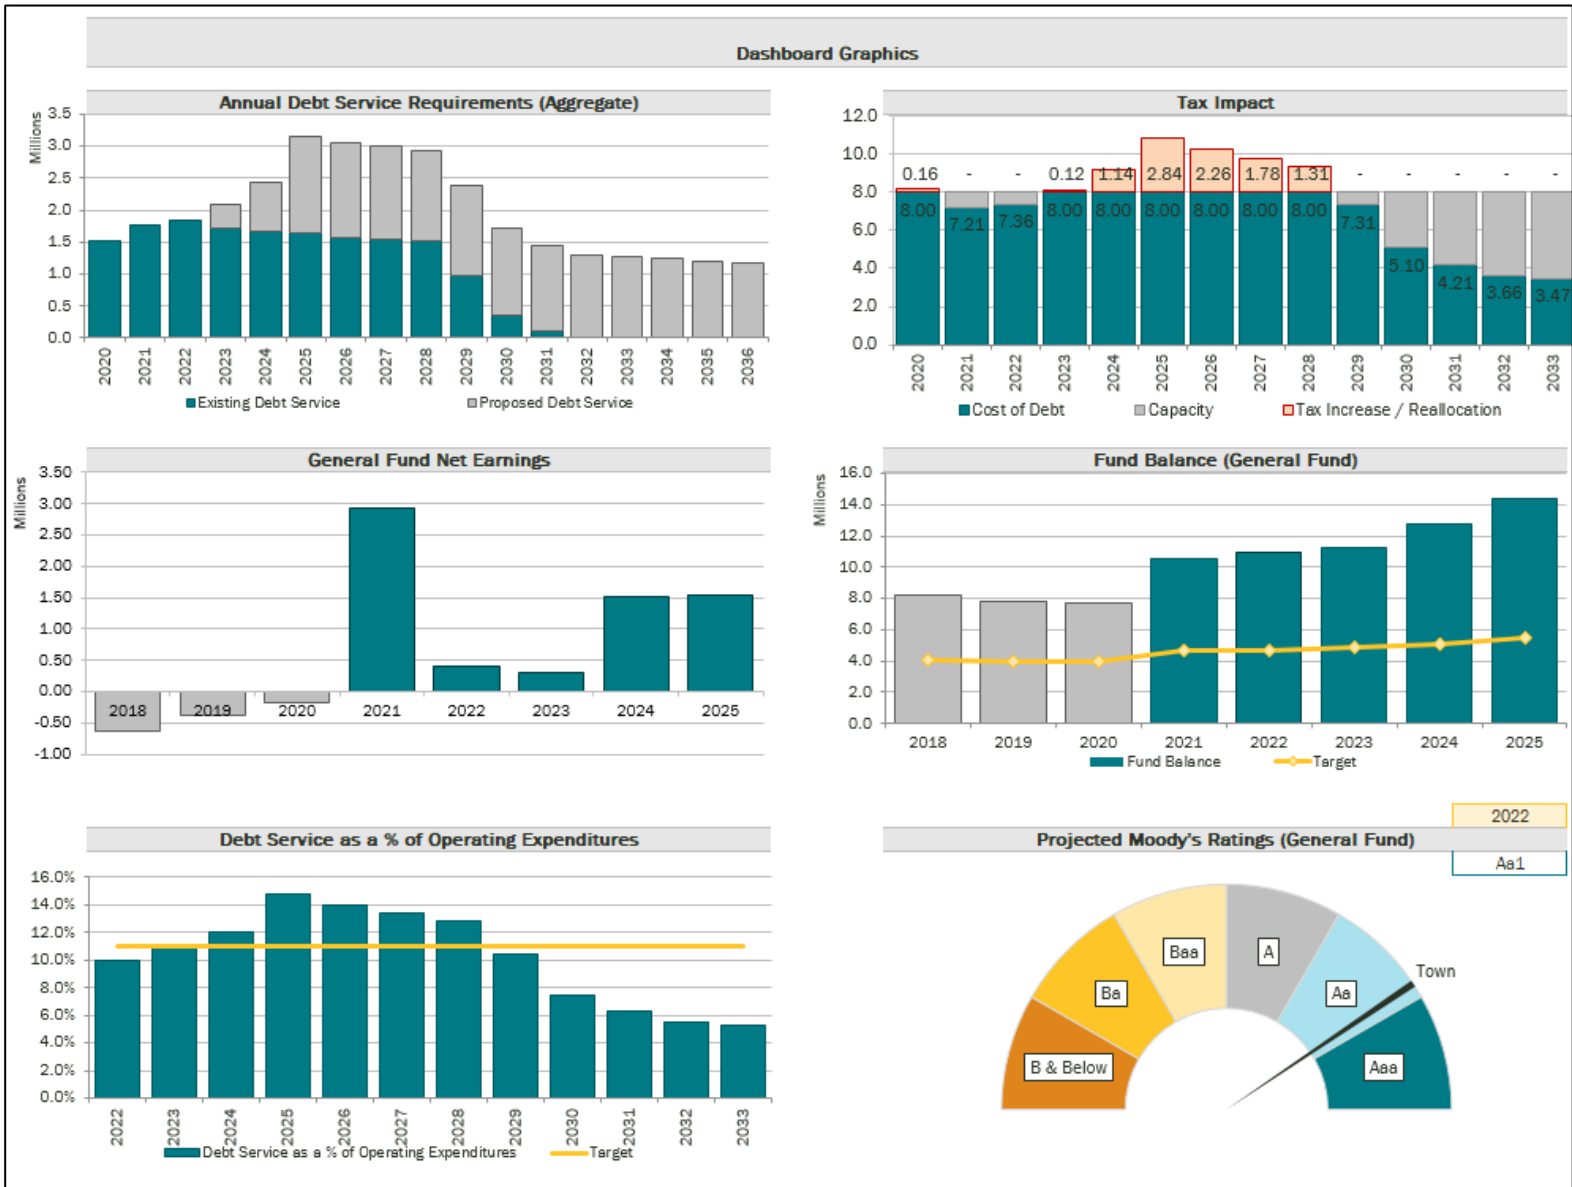 Dashboard Graphics
Annual Debt Service Requirements (Aggregate)
Millions
3.5
3.0
2.5
2.0
1.5
1.0
0.5
0.0
2020 2021 2022 2023 2024 2025 2026 2027 2028 2029 2030 2031 2032 2033 2034 2035 2036
Existing Debt Service Proposed Debt Service
Tax Impact
12.0
10.0
8.0
6.0
4.0
2.0
0.0
0.16 - - 0.12 1.14 2.84 2.26 1.78 1.31 - - - - -
8.00 7.21 7.36 8.00 8.00 8.00 8.00 8.00 8.00 7.31 5.10 4.21 3.66 3.47
2020 2021 2022 2023 2024 2025 2026 2027 2028 2029 2030 2031 2032 2033
Cost of Debt Capacity Tax Increase / Reallocation
General Fund Net Earnings
Millions
3.50
3.00
2.50
2.00
1.50
1.00
0.50
0.00
-0.50
-1.00
2018 2019 2020 2021 2022 2023 2024 2025
Fund Balance (General Fund)
Millions
16.0
14.0
12.0
10.0
8.0
6.0
4.0
2.0
0.0
2018 2019 2020 2021 2022 2023 2024 2025
Fund Balance Target
Debt Service as a % of Operating Expenditures
16.0%
14.0%
12.0%
10.0%
8.0%
6.0%
4.0%
2.0%
0.0%
2022 2023 2024 2025 2026 2027 2028 2029 2030 2031 2032 2033
Debt Service as a % of Operating Expenditures Target
2022
Projected Moody's Ratings (General Fund)
Aa1
Baa A
Town
Ba Aa
B & Below Aaa